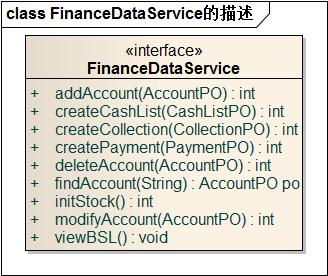 class FinanceDataService的描述
«interface»
FinanceDataService
+ addAccount(AccountPO) : int
+ createCashList(CashListPO) : int
+ createCollection(CollectionPO) : int
+ createPayment(PaymentPO) : int
+ deleteAccount(AccountPO) : int
+ findAccount(String) : AccountPO po
+ initStock() : int
+ modifyAccount(AccountPO) : int
+ viewBSL() : void